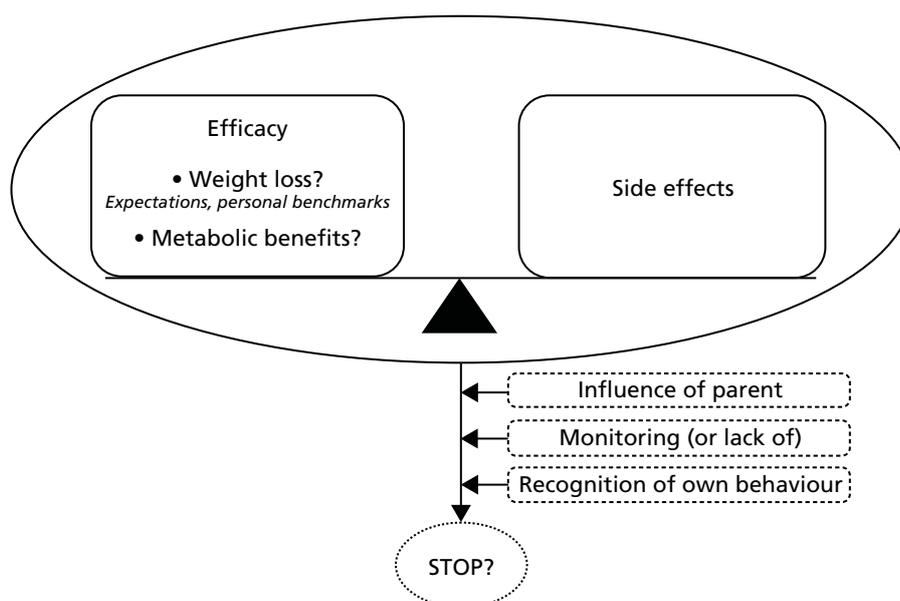 Efficacy
• Weight loss?
Expectations, personal benchmarks
• Metabolic benefits?
Side effects
Influence of parent
Monitoring (or lack of)
Recognition of own behaviour
STOP?